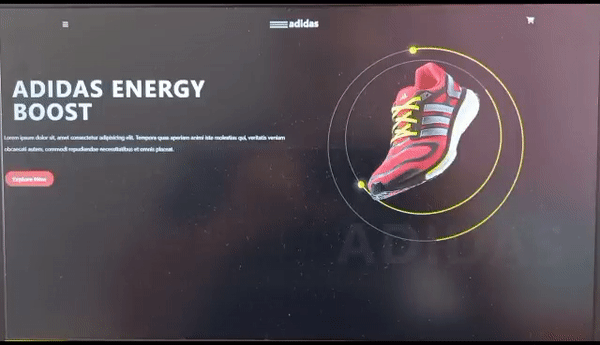 adidas
ADIDAS ENERGY
BOOST
Lorem ipsum dolor sit, amet consectetur adipisicing elit. Tempora quas aperiam animi iste molestias qui, veritatis veniam
obcaecati autem, commodi repudiandae necessitatibus et omnis placeat.
Explore Now
ADIDAS